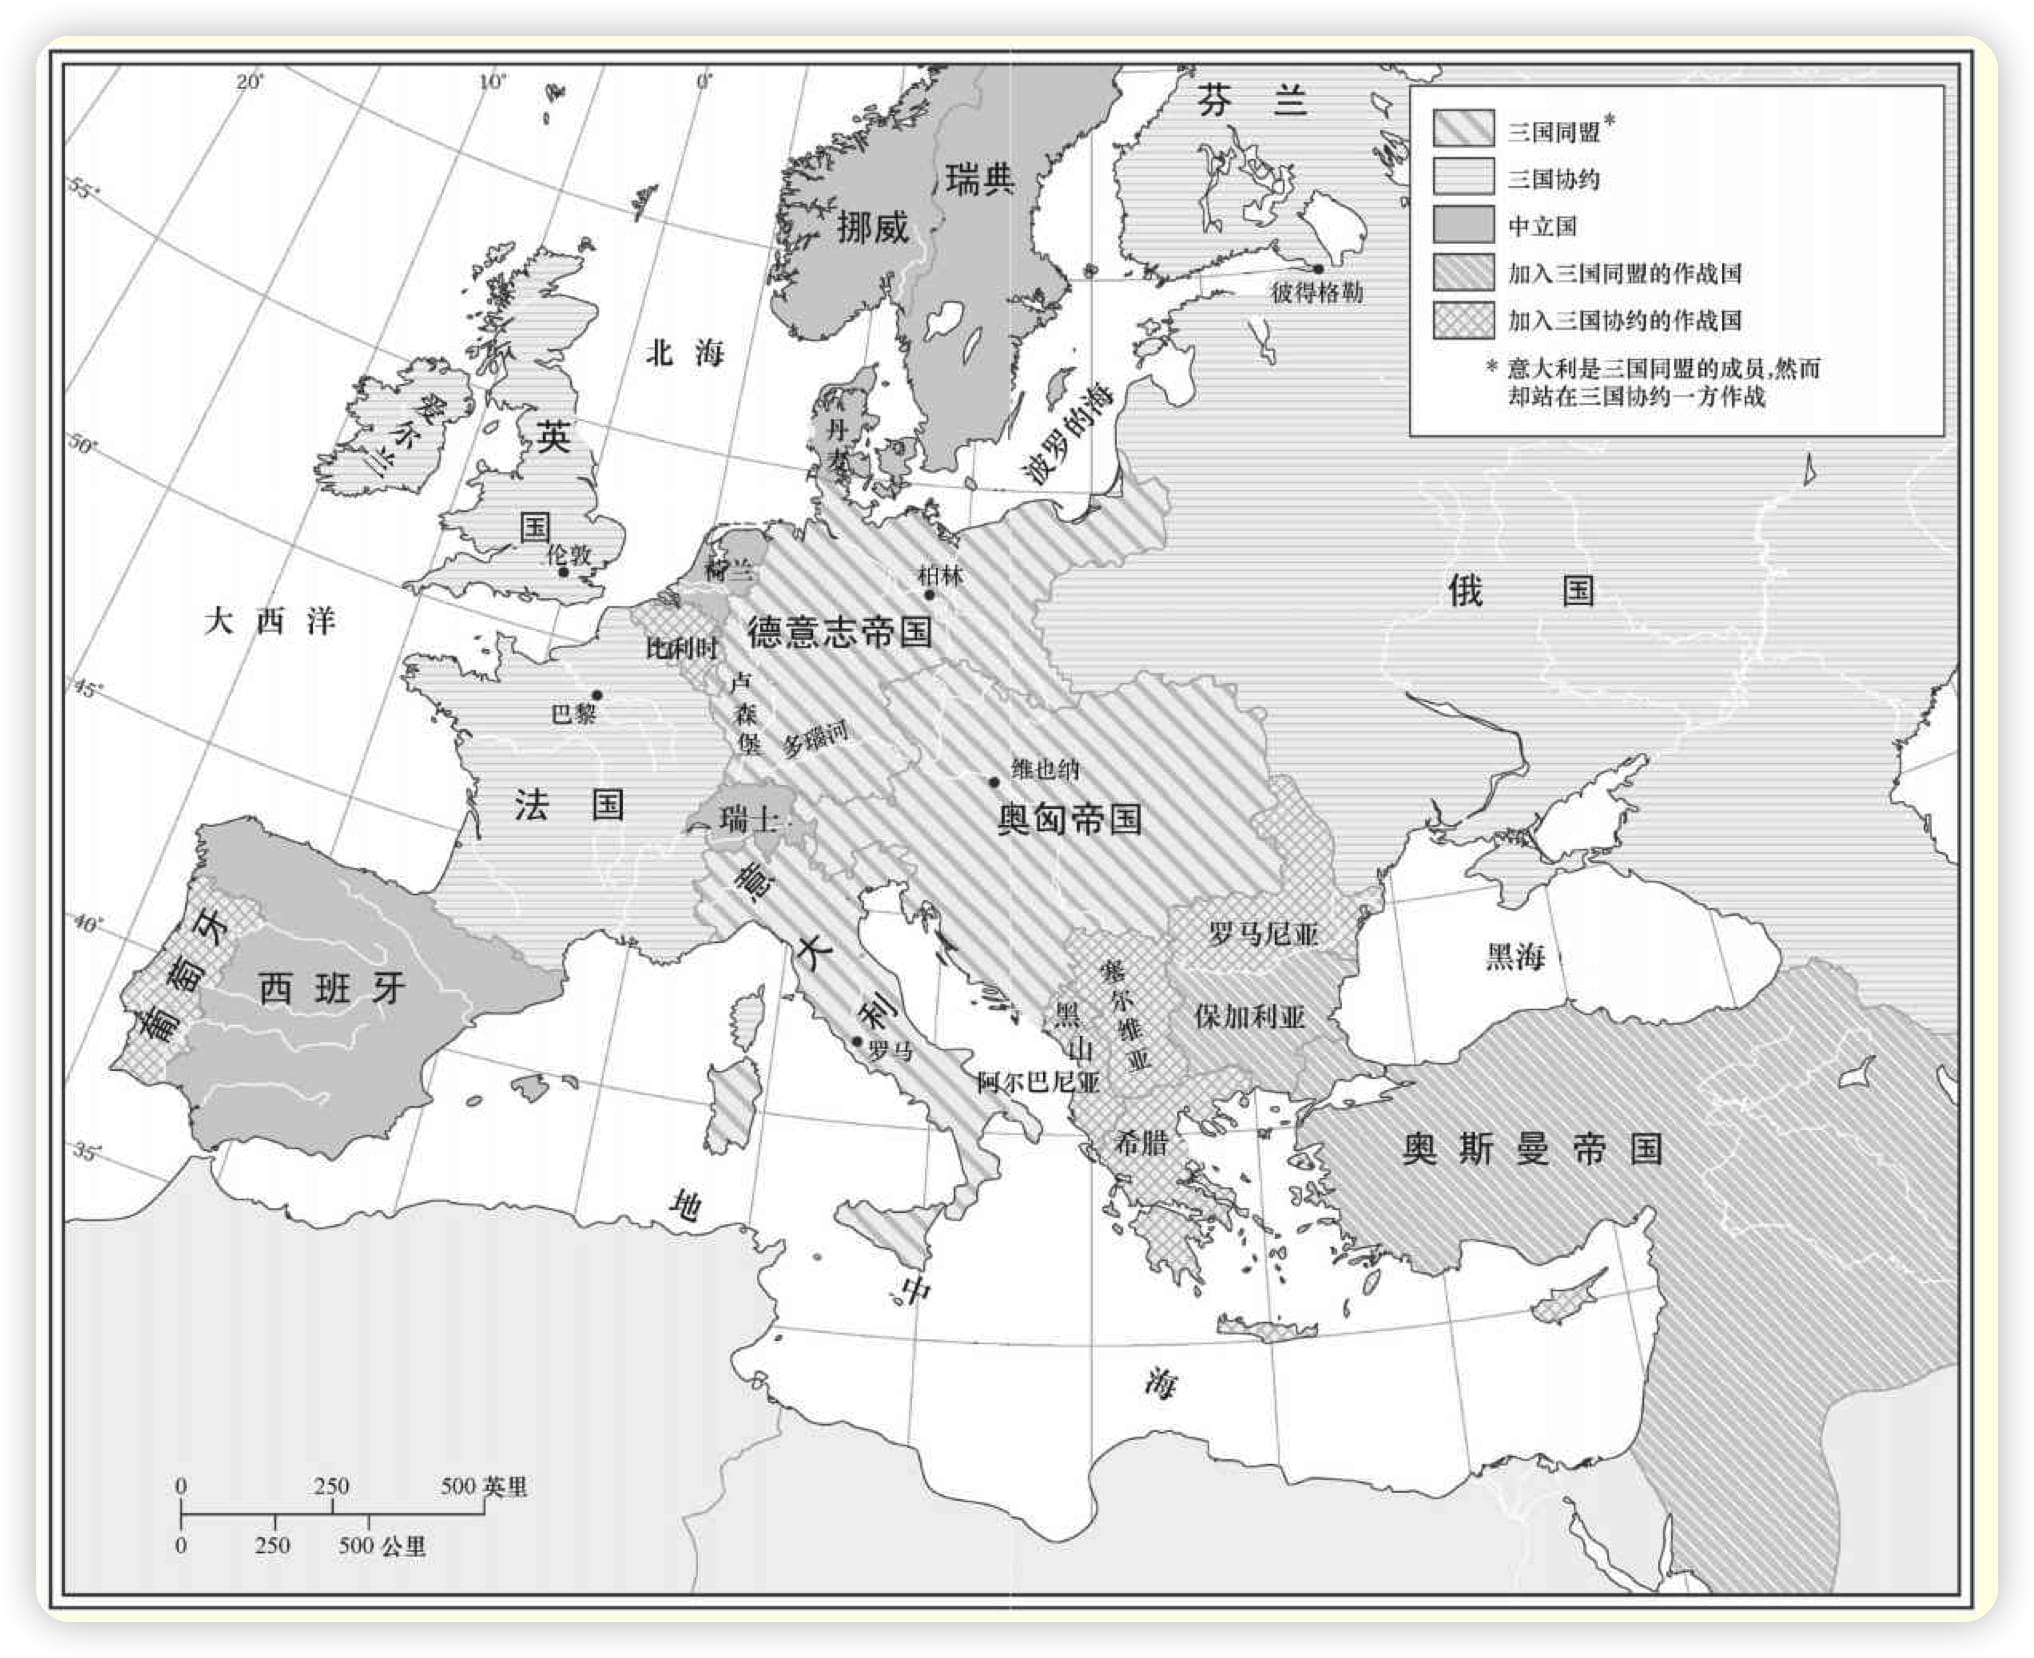 20°
10°
0°
55°
50°
45°
40°
35°
三国同盟*
三国协约
中立国
加入三国同盟的作战国
加入三国协约的作战国
* 意大利是三国同盟的成员,然而
却站在三国协约一方作战
芬 兰
瑞典
挪威
彼得格勒
北 海
波罗的海
丹麦
爱尔兰
英国
伦敦
荷兰
柏林
大 西 洋
俄 国
德意志帝国
比利时
卢森堡
巴黎
多瑙河
维也纳
法 国
瑞士
奥匈帝国
意大利
罗马尼亚
黑海
葡萄牙
西 班 牙
塞尔维亚
黑山
保加利亚
罗马
阿尔巴尼亚
希腊
奥 斯 曼 帝 国
地中海
0 250 500 英里
0 250 500 公里